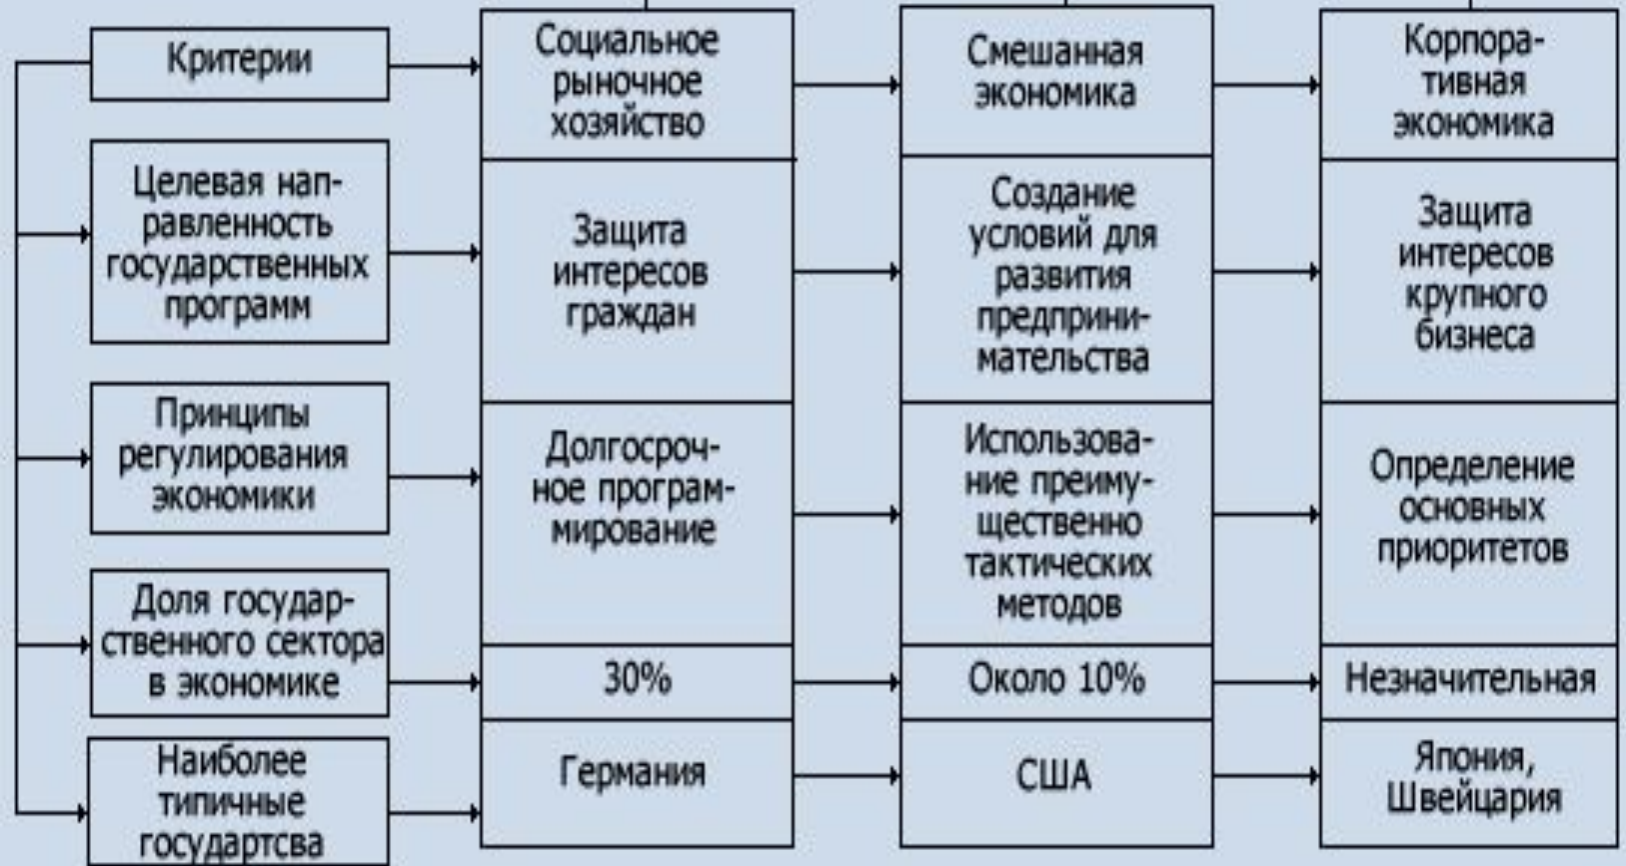 Критерии
Социальное
рыночное
хозяйство
Смешанная
экономика
Корпора-
тивная
экономика
Целевая нап-
равленность
государственных
программ
Защита
интересов
граждан
Создание
условий для
развития
предприни-
мательства
Защита
интересов
крупного
бизнеса
Принципы
регулирования
экономики
Долгосроч-
ное програм-
мирование
Использова-
ние преиму-
щественно
тактических
методов
Определение
основных
приоритетов
Доля государ-
ственного сектора
в экономике
30%
Около 10%
Незначительная
Наиболее
типичные
государтсва
Германия
США
Япония,
Швейцария